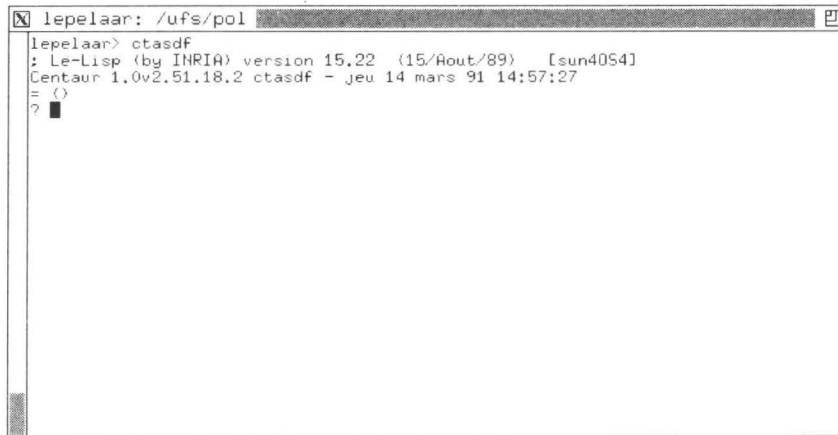 lepelaar: /ufs/pol
lepelaar> ctasdf
; Le-Lisp (by INRIA) version 15.22 (15/Aout/89) [sun4OS4]
Centaur 1.0v2.51.18.2 ctasdf - jeu 14 mars 91 14:57:27
= ()
?